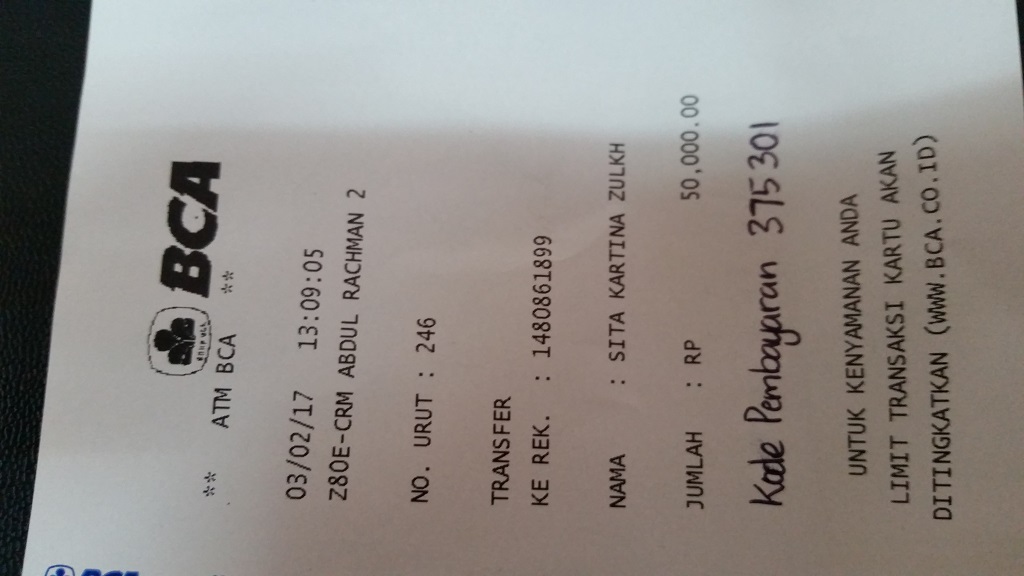 BCA
** ATM BCA **
03/02/17 13:09:05
Z80E-CRM ABDUL RACHMAN 2
NO. URUT : 246
TRANSFER
KE REK. : 1480861899
NAMA : SITA KARTINA ZULKH
JUMLAH : RP 50,000.00
Kode Pembayaran 375301
UNTUK KENYAMANAN ANDA
LIMIT TRANSAKSI KARTU AKAN
DITINGKATKAN (WWW.BCA.CO.ID)